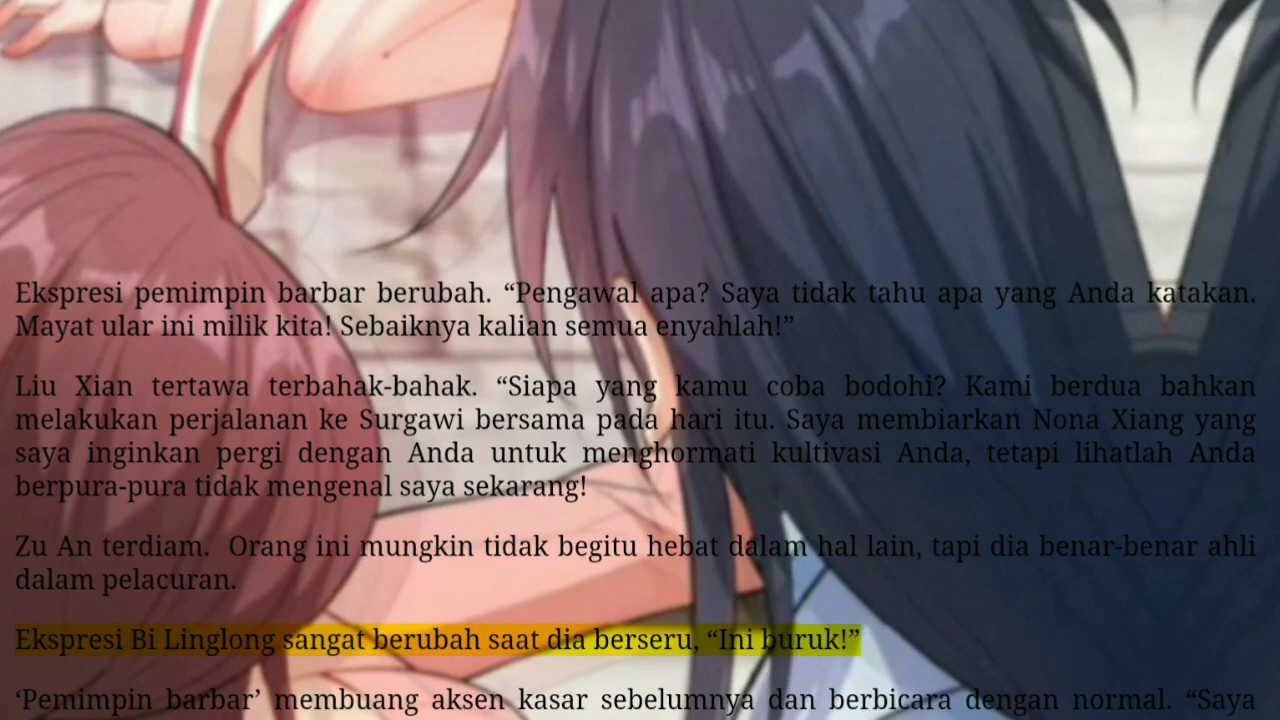 Ekspresi pemimpin barbar berubah. “Pengawal apa? Saya tidak tahu apa yang Anda katakan.
Mayat ular ini milik kita! Sebaiknya kalian semua enyahlah!”
Liu Xian tertawa terbahak-bahak. “Siapa yang kamu coba bodohi? Kami berdua bahkan
melakukan perjalanan ke Surgawi bersama pada hari itu. Saya membiarkan Nona Xiang yang
saya inginkan pergi dengan Anda untuk menghormati kultivasi Anda, tetapi lihatlah Anda
berpura-pura tidak mengenal saya sekarang!
Zu An terdiam.  Orang ini mungkin tidak begitu hebat dalam hal lain, tapi dia benar-benar ahli
dalam pelacuran.
Ekspresi Bi Linglong sangat berubah saat dia berseru, “Ini buruk!”
‘Pemimpin barbar’ membuang aksen kasar sebelumnya dan berbicara dengan normal. “Saya